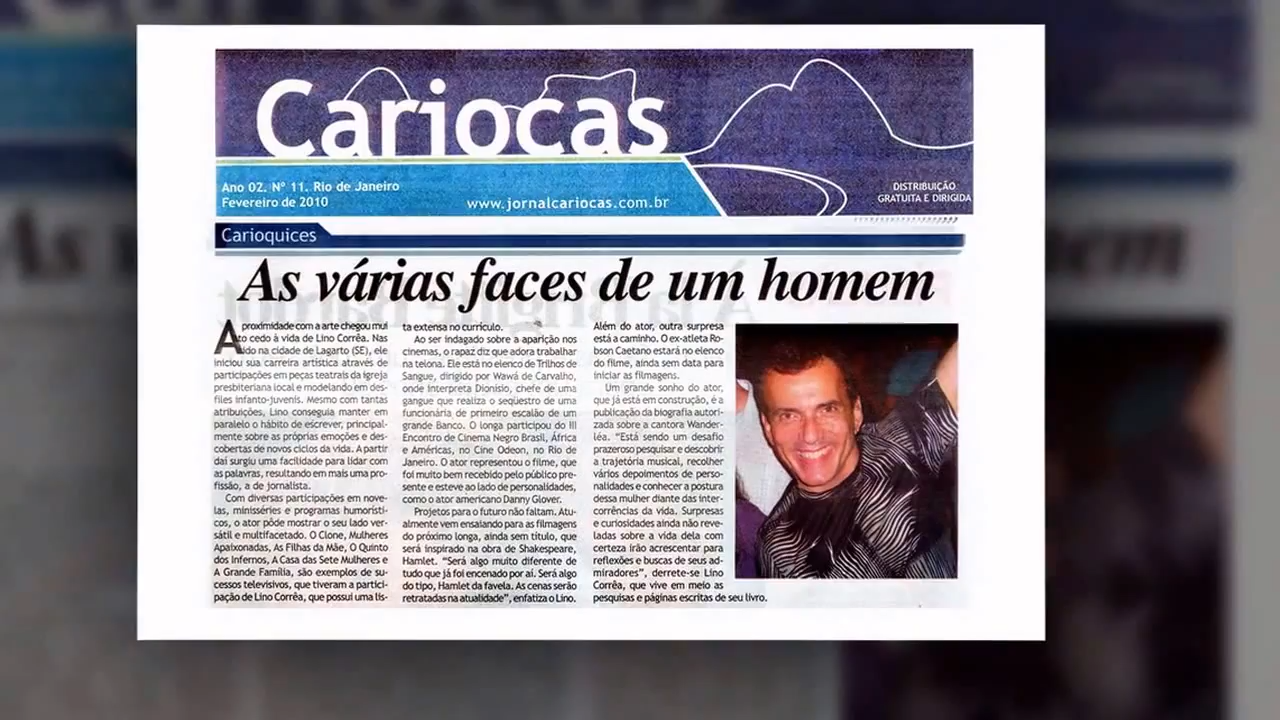 Cariocas
Ano 02. Nº 11. Rio de Janeiro
Fevereiro de 2010
www.jornalcariocas.com.br
DISTRIBUIÇÃO
GRATUITA E DIRIGIDA
Carioquices
As várias faces de um homem
A proximidade com a arte chegou mui
to cedo à vida de Lino Corrêa. Nas
ido na cidade de Lagarto (SE), ele
iniciou sua carreira artística através de
participações em peças teatrais da igreja
presbiteriana local e modelando em des-
files infanto-juvenis. Mesmo com tantas
atribuições, Lino conseguia manter em
paralelo o hábito de escrever, principal-
mente sobre as próprias emoções e des-
cobertas de novos ciclos da vida. A partir
daí surgiu uma facilidade para lidar com
as palavras, resultando em mais uma pro-
fissão, a de jornalista.
Com diversas participações em nove-
las, minisséries e programas humorísti-
cos, o ator pôde mostrar o seu lado ver-
sátil e multifacetado. O Clone, Mulheres
Apaixonadas, As Filhas da Mãe, O Quinto
dos Infernos, A Casa das Sete Mulheres e
A Grande Família, são exemplos de su-
cessos televisivos, que tiveram a partici-
pação de Lino Corrêa, que possui uma lis-
ta extensa no currículo.
Ao ser indagado sobre a aparição nos
cinemas, o rapaz diz que adora trabalhar
na telona. Ele está no elenco de Trilhos de
Sangue, dirigido por Wawá de Carvalho,
onde interpreta Dionísio, chefe de uma
gangue que realiza o seqüestro de uma
funcionária de primeiro escalão de um
grande Banco. O longa participou do III
Encontro de Cinema Negro Brasil, África
e Américas, no Cine Odeon, no Rio de
Janeiro. O ator representou o filme, que
foi muito bem recebido pelo público pre-
sente e esteve ao lado de personalidades,
como o ator americano Danny Glover.
Projetos para o futuro não faltam. Atu-
almente vem ensaiando para as filmagens
do próximo longa, ainda sem título, que
será inspirado na obra de Shakespeare,
Hamlet. “Será algo muito diferente de
tudo que já foi encenado por aí. Será algo
do tipo, Hamlet da favela. As cenas serão
retratadas na atualidade”, enfatiza o Lino.
Além do ator, outra surpresa
está a caminho. O ex-atleta Ro-
bson Caetano estará no elenco
do filme, ainda sem data para
iniciar as filmagens.
Um grande sonho do ator,
que já está em construção, é a
publicação da biografia autori-
zada sobre a cantora Wander-
léa. “Está sendo um desafio
prazeroso pesquisar e descobrir
a trajetória musical, recolher
vários depoimentos de perso-
nalidades e conhecer a postura
dessa mulher diante das inter-
corrências da vida. Surpresas
e curiosidades ainda não reve-
ladas sobre a vida dela com
certeza irão acrescentar para
reflexões e buscas de seus ad-
miradores”, derrete-se Lino
Corrêa, que vive em meio as
pesquisas e páginas escritas de seu livro.